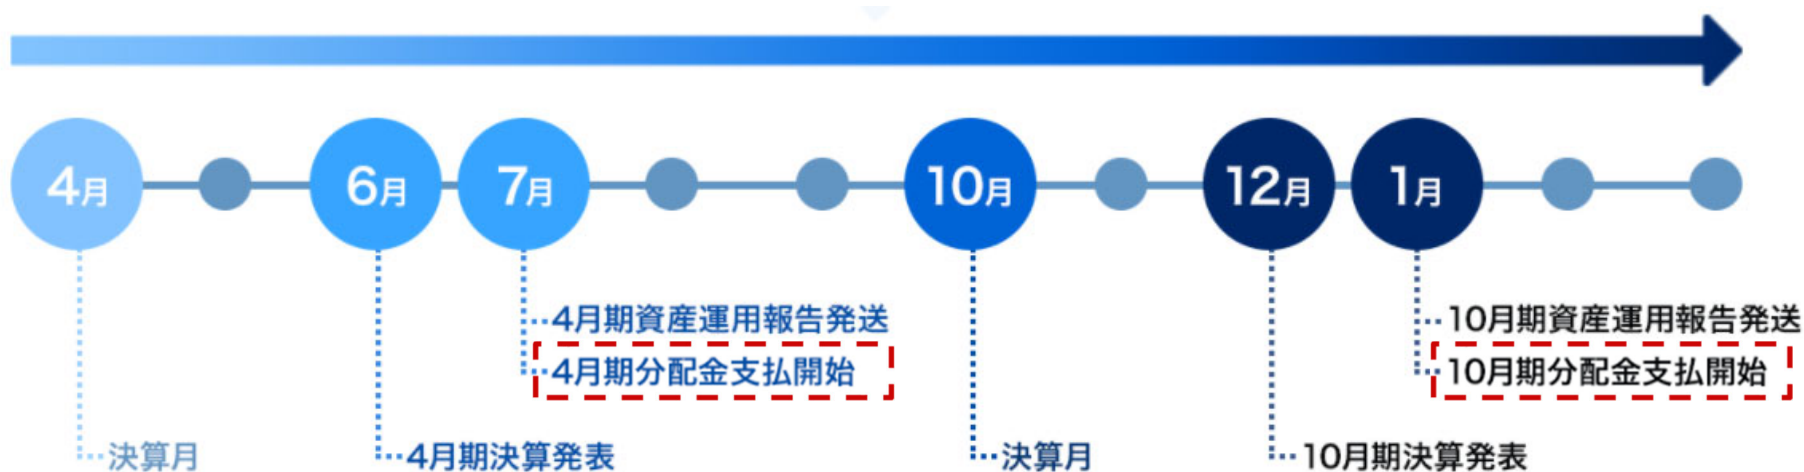 4月
6月
7月
10月
12月
1月
4月期資産運用報告発送
10月期資産運用報告発送
4月期分配金支払開始
10月期分配金支払開始
決算月
4月期決算発表
決算月
10月期決算発表